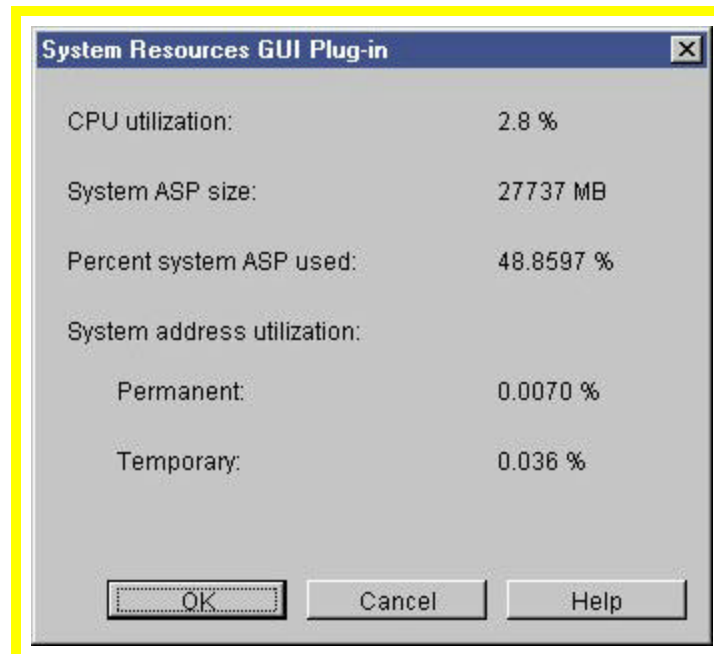 System Resources GUI Plug-in
CPU utilization: 2.8 %
System ASP size: 27737 MB
Percent system ASP used: 48.8597 %
System address utilization:
Permanent: 0.0070 %
Temporary: 0.036 %
OK Cancel Help